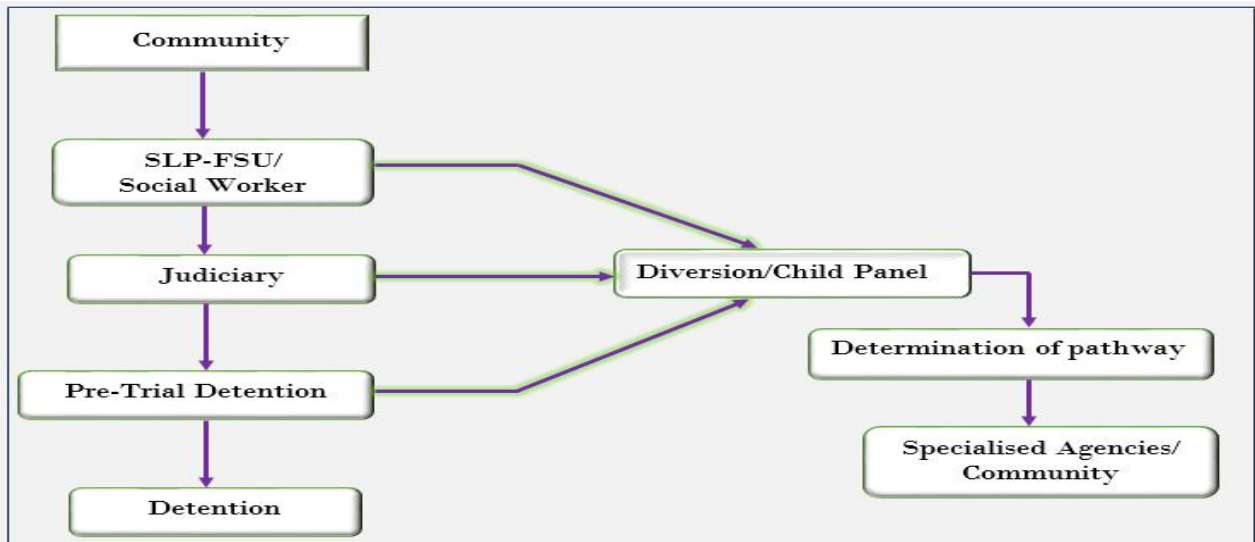 Community
SLP-FSU/
Social Worker
Judiciary
Diversion/Child Panel
Determination of pathway
Pre-Trial Detention
Specialised Agencies/
Community
Detention